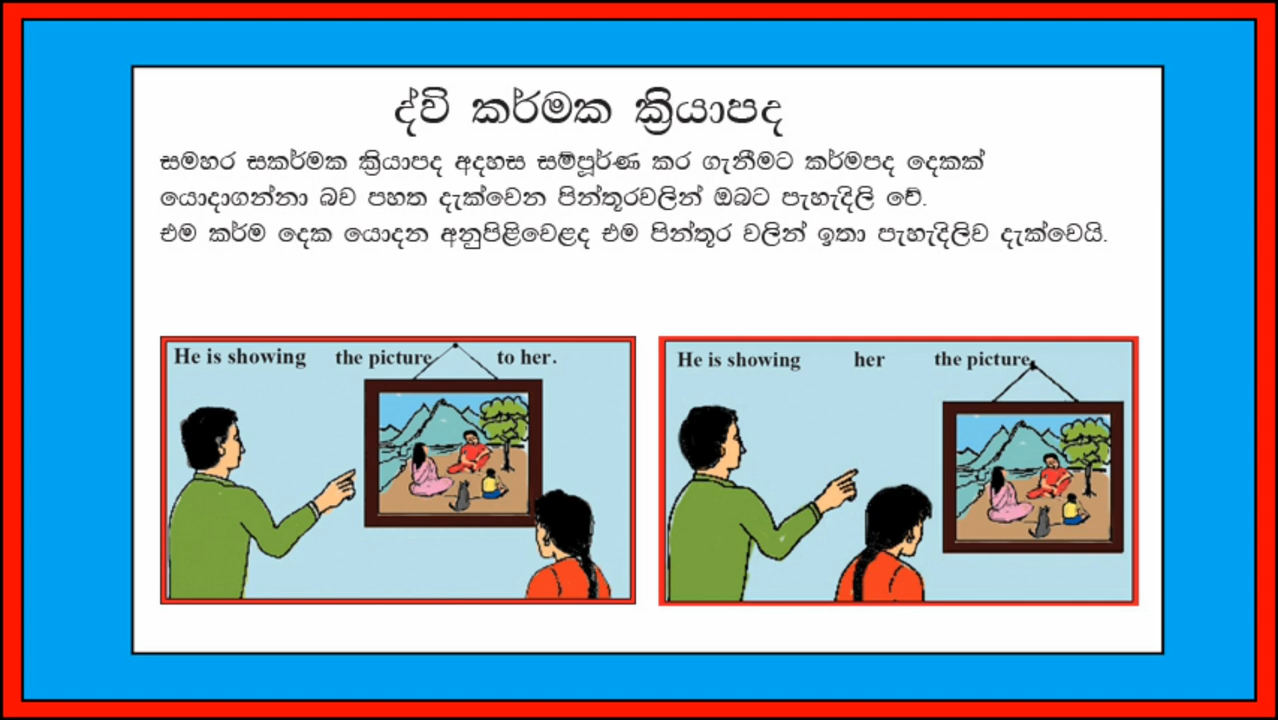 ද්වි කර්මක ක්‍රියාපද
සමහර සකර්මක ක්‍රියාපද අදහස සම්පූර්ණ කර ගැනීමට කර්මපද දෙකක්
යොදාගන්නා බව පහත දැක්වෙන පින්තූරවලින් ඔබට පැහැදිලි වේ.
එම කර්ම දෙක යොදන අනුපිළිවෙළද එම පින්තූර වලින් ඉතා පැහැදිලිව දැක්වෙයි.
He is showing the picture to her.
He is showing her the picture.